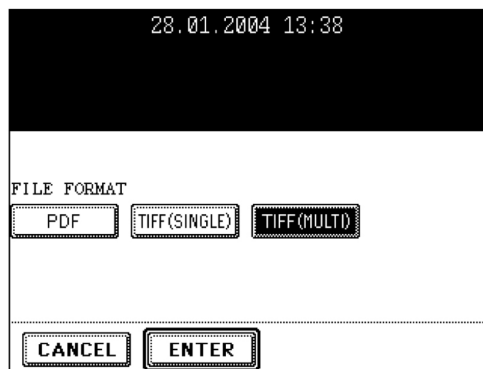 28.01.2004 13:38
FILE FORMAT
PDF TIFF(SINGLE) TIFF(MULTI)
CANCEL ENTER